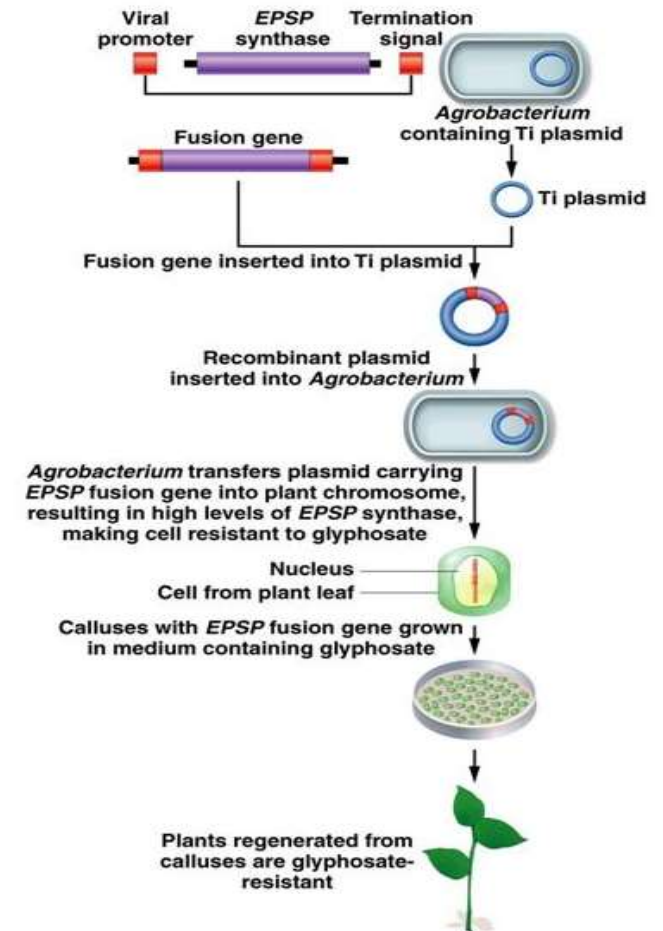 Viral
promoter
EPSP
synthase
Termination
signal
Agrobacterium
containing Ti plasmid
Fusion gene
Ti plasmid
Fusion gene inserted into Ti plasmid
Recombinant plasmid
inserted into Agrobacterium
Agrobacterium transfers plasmid carrying
EPSP fusion gene into plant chromosome,
resulting in high levels of EPSP synthase,
making cell resistant to glyphosate
Nucleus
Cell from plant leaf
Calluses with EPSP fusion gene grown
in medium containing glyphosate
Plants regenerated from
calluses are glyphosate-
resistant